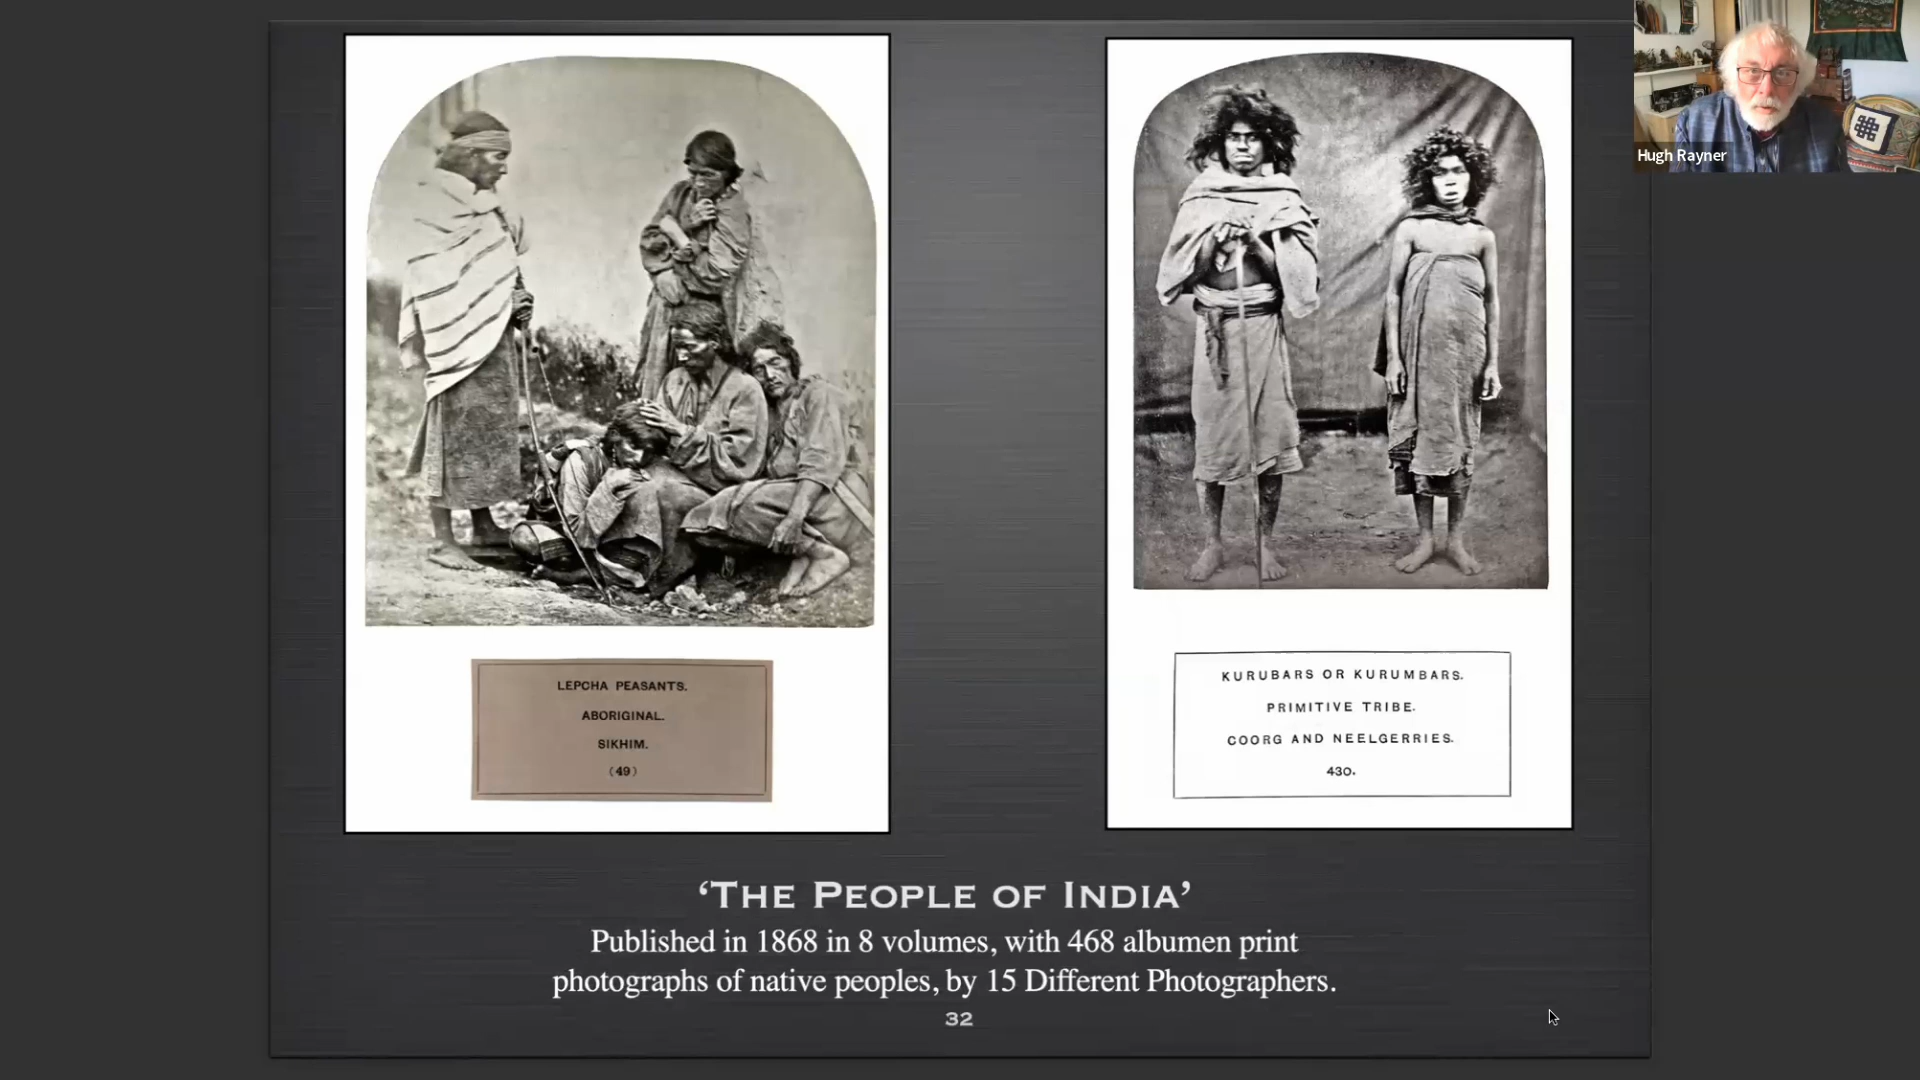 Hugh Rayner
LEPCHA PEASANTS.
ABORIGINAL.
SIKHIM.
(49)
KURUBARS OR KURUMBARS.
PRIMITIVE TRIBE.
COORG AND NEELGERRIES.
430.
‘THE PEOPLE OF INDIA’
Published in 1868 in 8 volumes, with 468 albumen print
photographs of native peoples, by 15 Different Photographers.
32